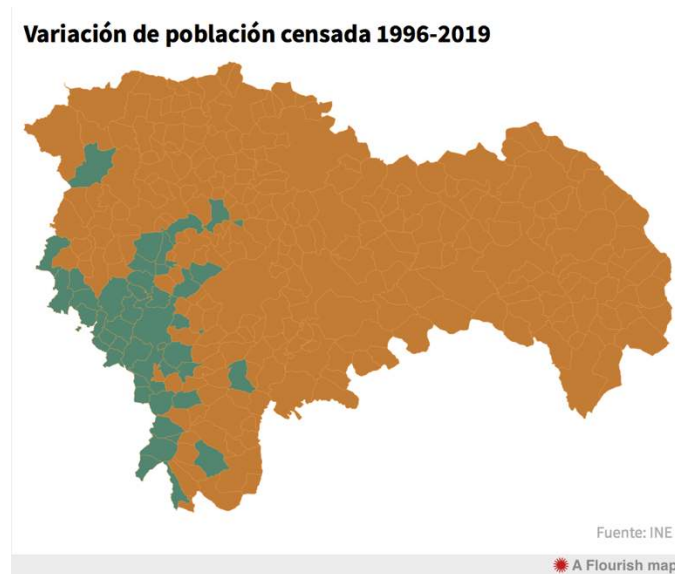 Variación de población censada 1996-2019
Fuente: INE
A Flourish map